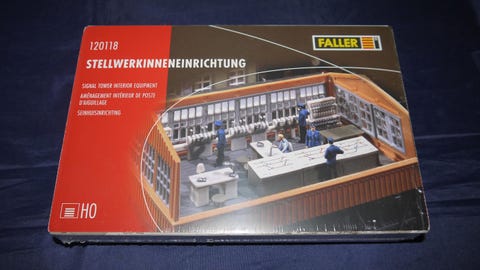 120118
FALLER
STELLWERKINNENEINRICHTUNG
SIGNAL TOWER INTERIOR EQUIPMENT
AMÉNAGEMENT INTÉRIEUR DE POSTE
D'AIGUILLAGE
SEINHUISINRICHTING
H0